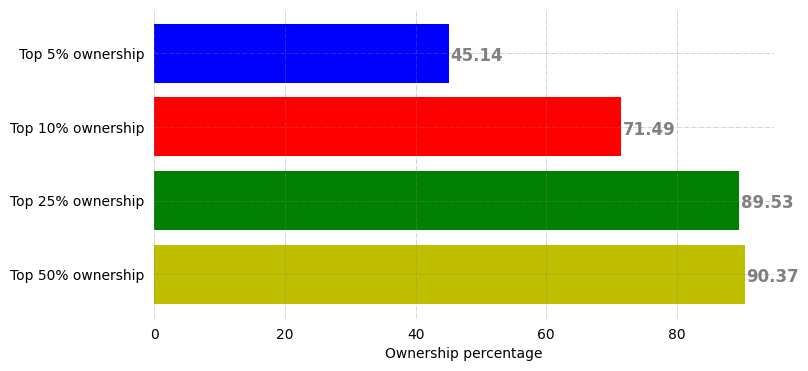 Top 5% ownership
45.14
Top 10% ownership
71.49
Top 25% ownership
89.53
Top 50% ownership
90.37
0 20 40 60 80
Ownership percentage